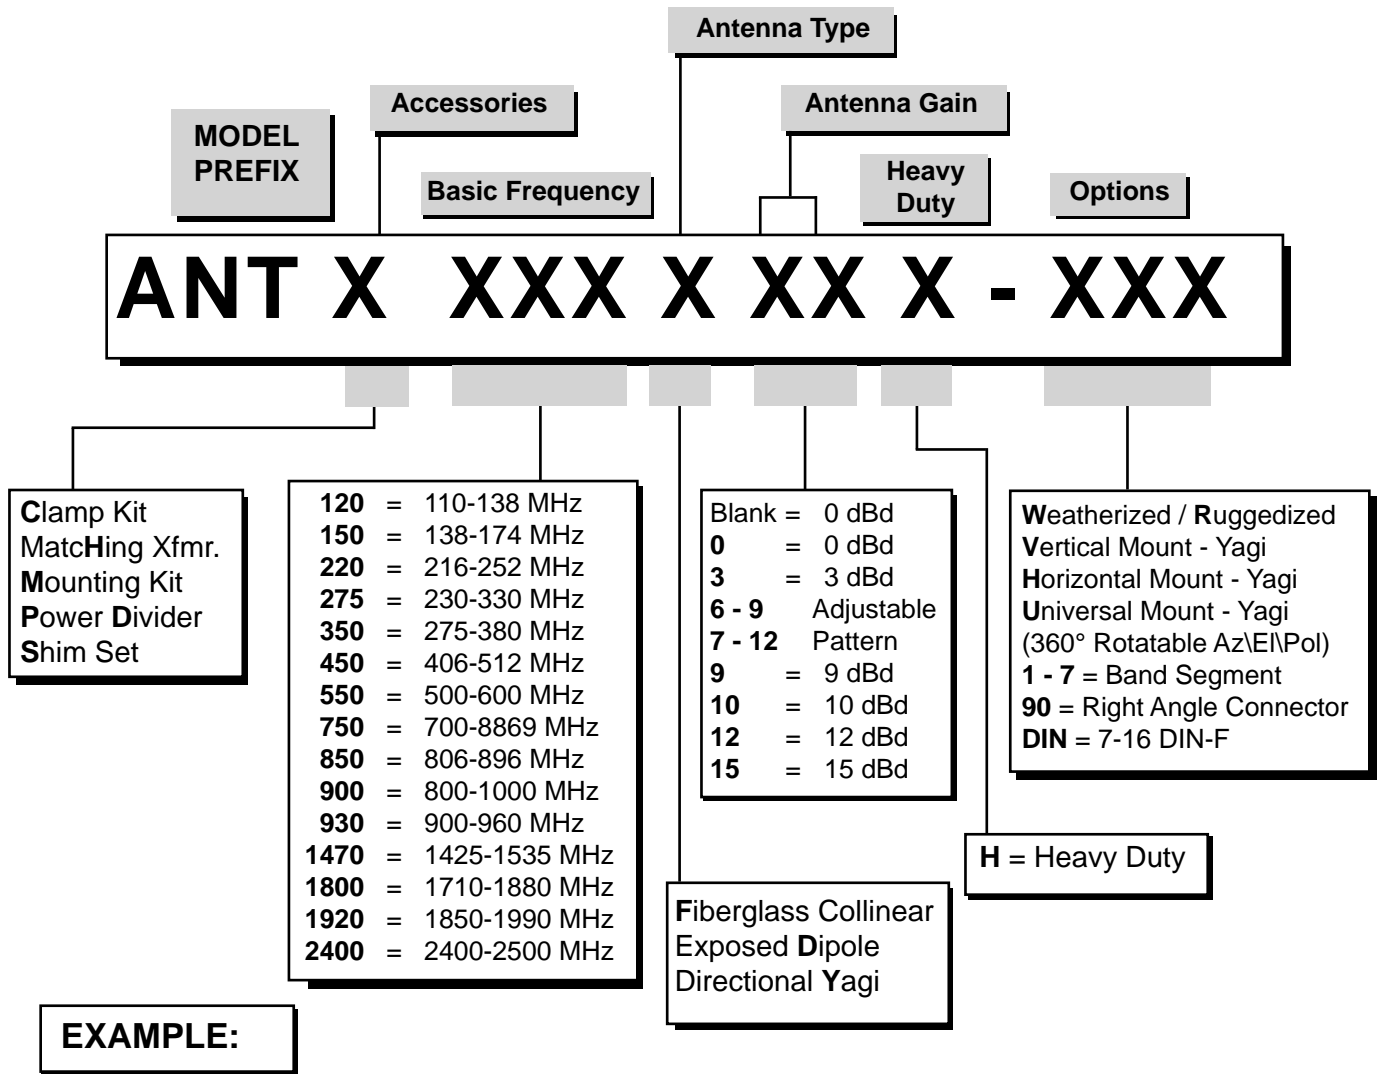 Antenna Type
Accessories
Antenna Gain
MODEL
PREFIX
Basic Frequency
Heavy
Duty
Options
ANT X XXX X XX X - XXX
Clamp Kit
MatcHing Xfmr.
Mounting Kit
Power Divider
Shim Set
120 = 110-138 MHz
150 = 138-174 MHz
220 = 216-252 MHz
275 = 230-330 MHz
350 = 275-380 MHz
450 = 406-512 MHz
550 = 500-600 MHz
750 = 700-8869 MHz
850 = 806-896 MHz
900 = 800-1000 MHz
930 = 900-960 MHz
1470 = 1425-1535 MHz
1800 = 1710-1880 MHz
1920 = 1850-1990 MHz
2400 = 2400-2500 MHz
Blank = 0 dBd
0 = 0 dBd
3 = 3 dBd
6 - 9 Adjustable
7 - 12 Pattern
9 = 9 dBd
10 = 10 dBd
12 = 12 dBd
15 = 15 dBd
Weatherized / Ruggedized
Vertical Mount - Yagi
Horizontal Mount - Yagi
Universal Mount - Yagi
(360° Rotatable Az\El\Pol)
1 - 7 = Band Segment
90 = Right Angle Connector
DIN = 7-16 DIN-F
H = Heavy Duty
Fiberglass Collinear
Exposed Dipole
Directional Yagi
EXAMPLE: